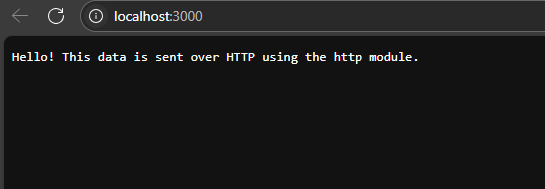 localhost:3000
Hello! This data is sent over HTTP using the http module.